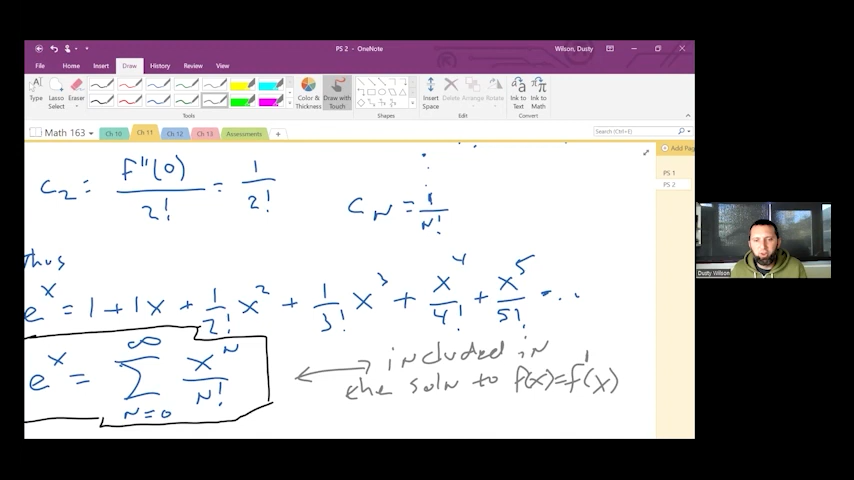 PS 2 - OneNote
Wilson, Dusty
File Home Insert Draw History Review View
Type
Lasso Select
Eraser
Color & Thickness
Draw with Touch
Insert Space
Delete Arrange Rotate
Ink to Text
Ink to Math
Tools
Shapes
Edit
Convert
Math 163
Ch 10 Ch 11 Ch 12 Ch 13 Assessments +
Search (Ctrl+E)
Add Pag
PS 1
PS 2
C₂ = f''(0)/2! = 1/2!
C_N = 1/N!
thus
e^x = 1 + 1x + 1/2! x² + 1/3! x³ + x⁴/4! + x⁵/5! - ...
e^x = ∑_{N=0}^{∞} x^N/N!
included in
the soln to f(x)=f'(x)
Dusty Wilson